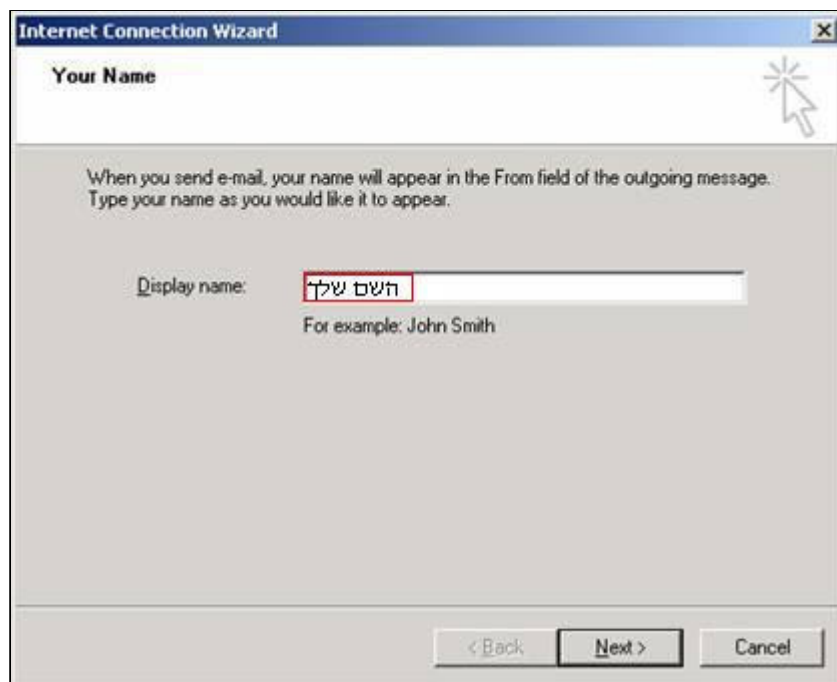 Internet Connection Wizard
Your Name
When you send e-mail, your name will appear in the From field of the outgoing message.
Type your name as you would like it to appear.
Display name: השם שלך
For example: John Smith
< Back Next > Cancel